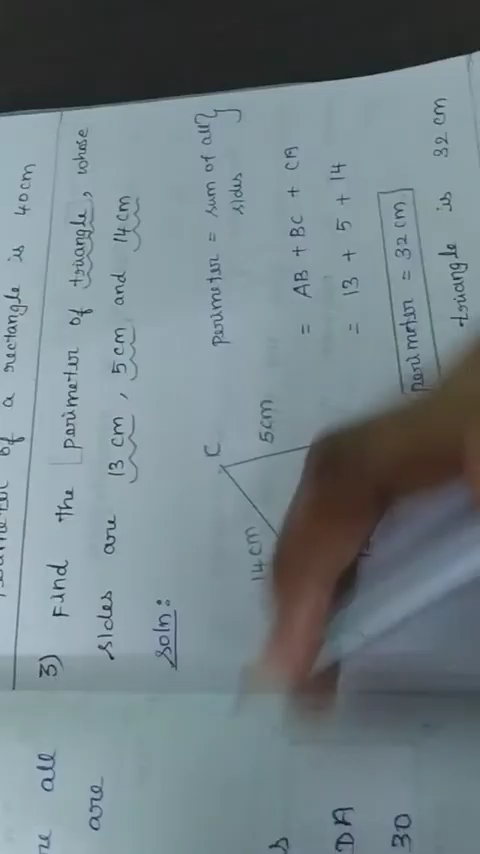 of a rectangle is 40cm
3) Find the perimeter of triangle, whose
sides are 13 cm, 5 cm and 14cm
Soln:
C
14cm
5cm
perimeter = sum of all}
sides
= AB + BC + CA
= 13 + 5 + 14
perimeter = 32 cm
triangle is 32 cm
all
are
DA
30